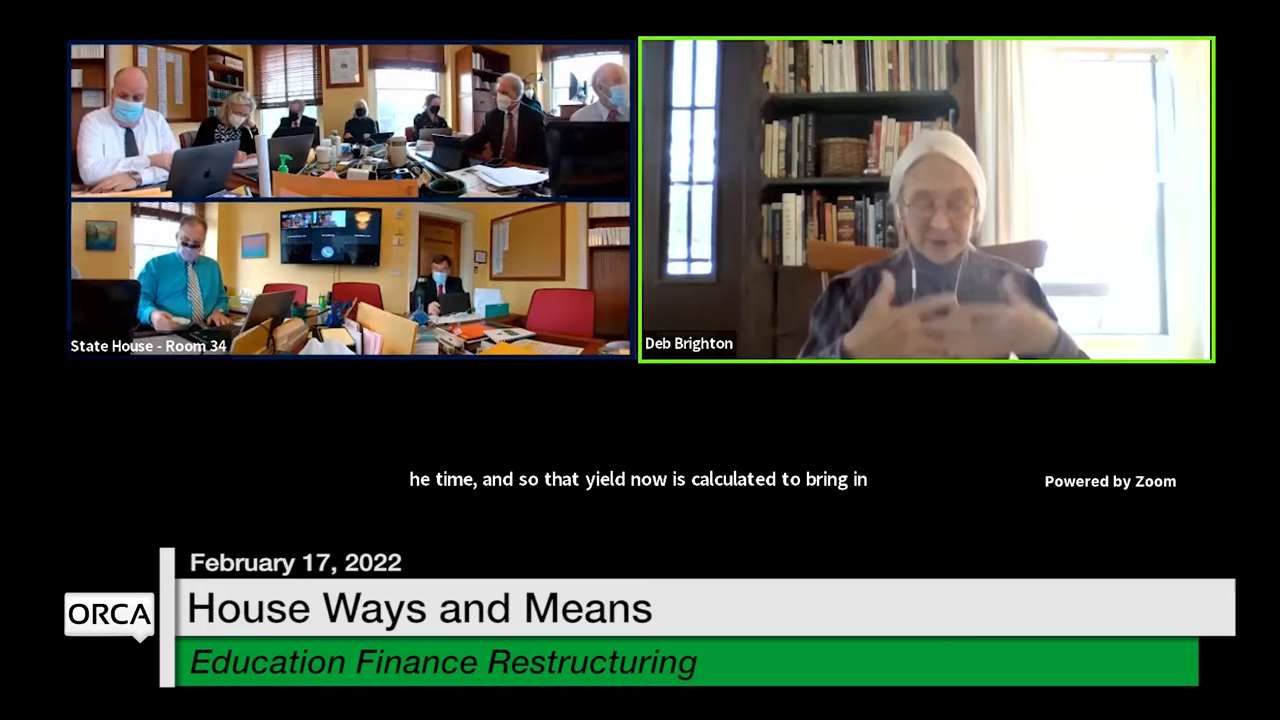 State House - Room 34
Deb Brighton
he time, and so that yield now is calculated to bring in
Powered by Zoom
February 17, 2022
ORCA
House Ways and Means
Education Finance Restructuring